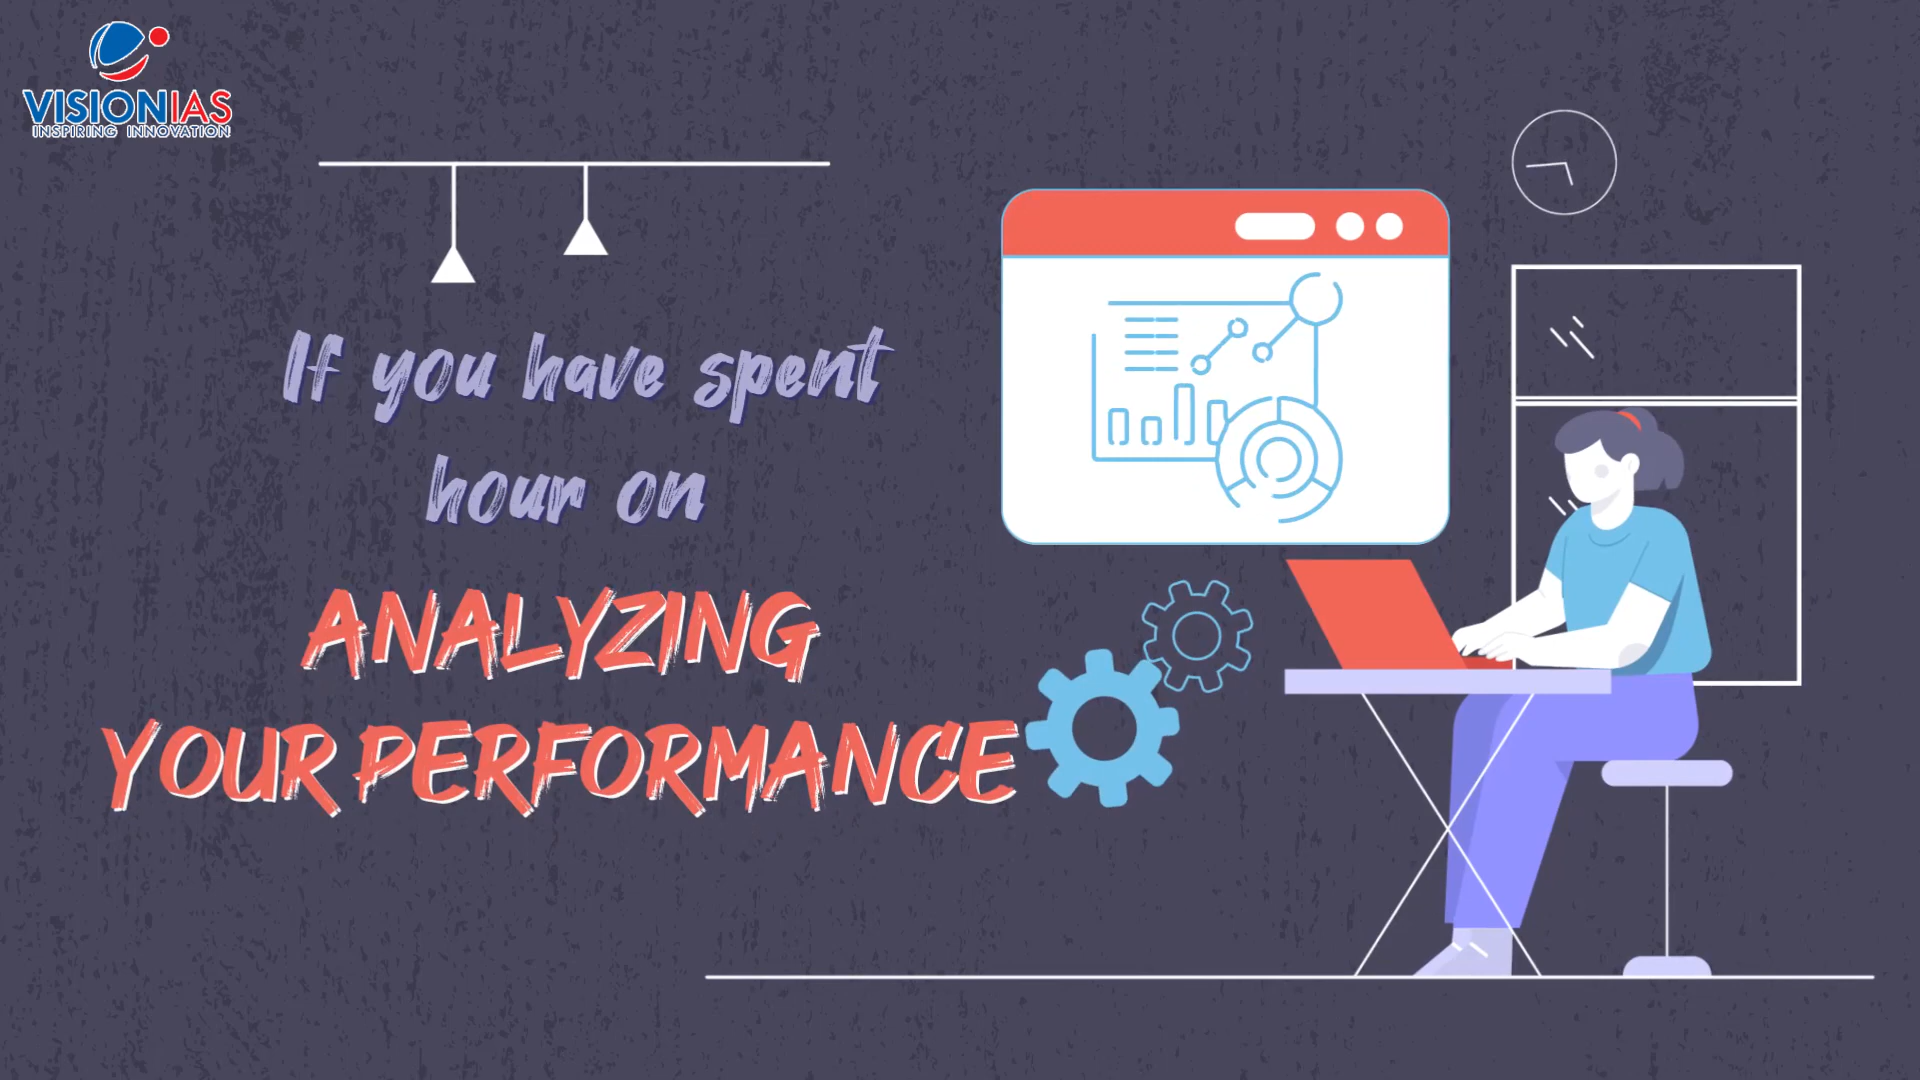 VISIONIAS
INSPIRING INNOVATION
If you have spent
hour on
ANALYZING
YOUR PERFORMANCE